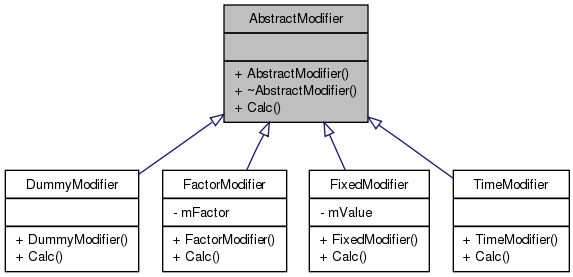 AbstractModifier
+ AbstractModifier()
+ ~AbstractModifier()
+ Calc()
DummyModifier
+ DummyModifier()
+ Calc()
FactorModifier
- mFactor
+ FactorModifier()
+ Calc()
FixedModifier
- mValue
+ FixedModifier()
+ Calc()
TimeModifier
+ TimeModifier()
+ Calc()